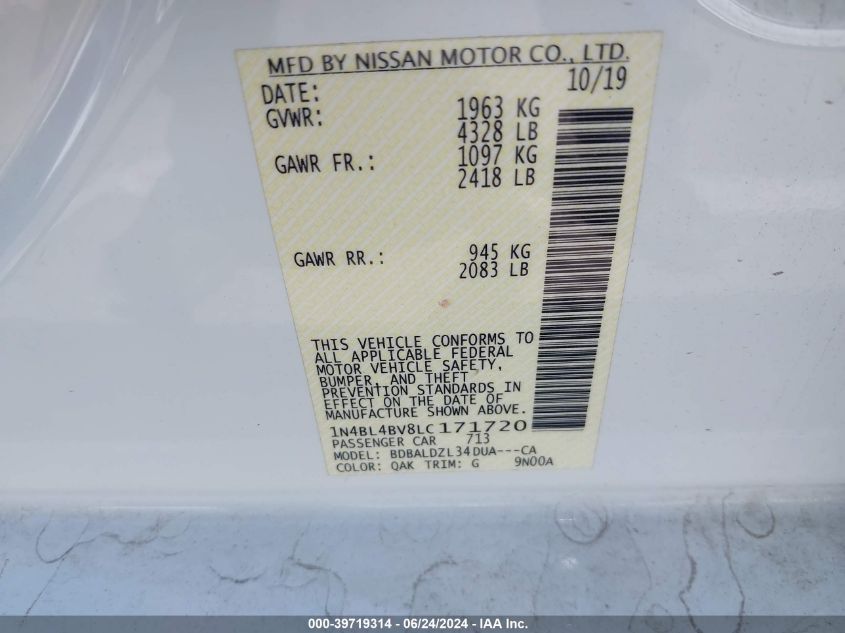 MFD BY NISSAN MOTOR CO., LTD.
DATE: 10/19
GVWR: 1963 KG
4328 LB
GAWR FR.: 1097 KG
2418 LB
GAWR RR.: 945 KG
2083 LB
THIS VEHICLE CONFORMS TO
ALL APPLICABLE FEDERAL
MOTOR VEHICLE SAFETY,
BUMPER, AND THEFT
PREVENTION STANDARDS IN
EFFECT ON THE DATE OF
MANUFACTURE SHOWN ABOVE.
1N4BL4BV8LC171720
PASSENGER CAR 713
MODEL: BDBALDZL34DUA---CA
COLOR: QAK TRIM: G 9N00A
000-39719314 - 06/24/2024 - IAA Inc.